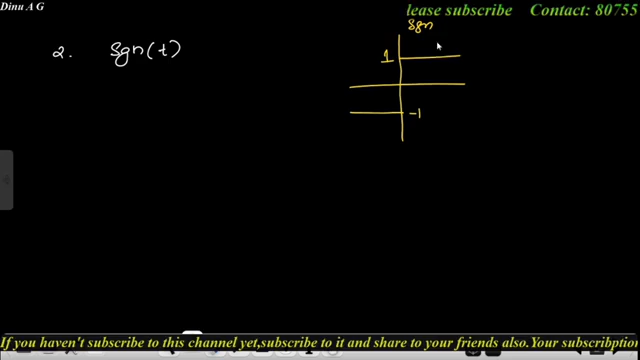 Dinu A G
lease subscribe Contact: 80755
2. Sgn(t)
Sgn
1
-1
If you haven't subscribe to this channel yet,subscribe to it and share to your friends also.Your subscribption